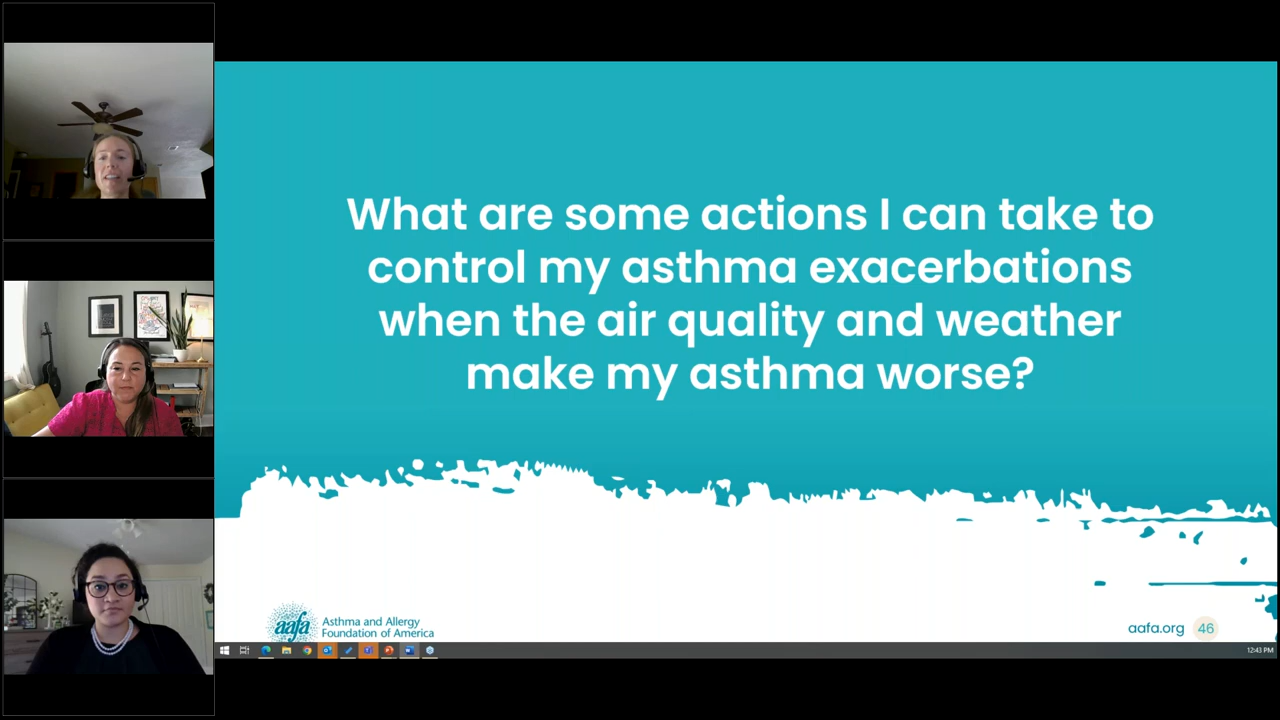 What are some actions I can take to
control my asthma exacerbations
when the air quality and weather
make my asthma worse?
aafa
Asthma and Allergy
Foundation of America
aafa.org 46
12:43 PM